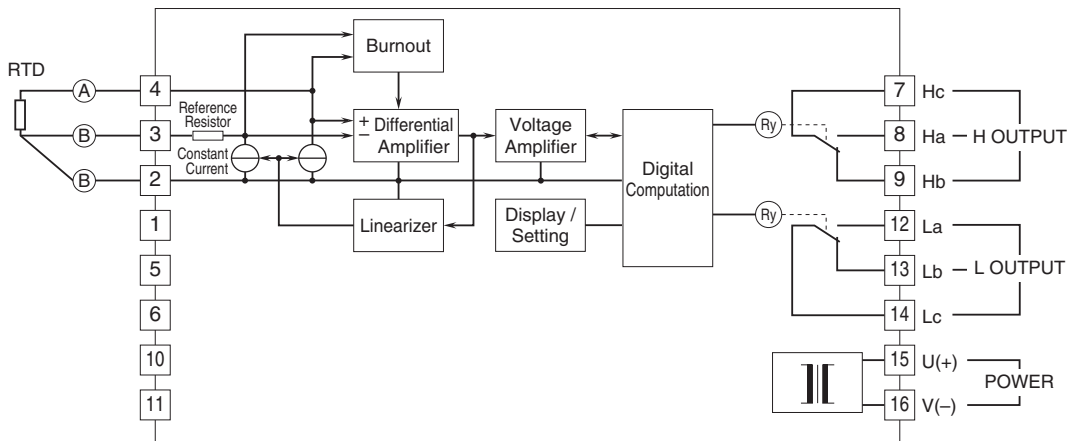 RTD
A
B
B
4
3
2
1
5
6
10
11
Reference
Resistor
Constant
Current
Burnout
+
−
Differential
Amplifier
Linearizer
Voltage
Amplifier
Display /
Setting
Digital
Computation
Ry
Ry
7 Hc
8 Ha
H OUTPUT
9 Hb
12 La
13 Lb
L OUTPUT
14 Lc
15 U(+)
POWER
16 V(–)